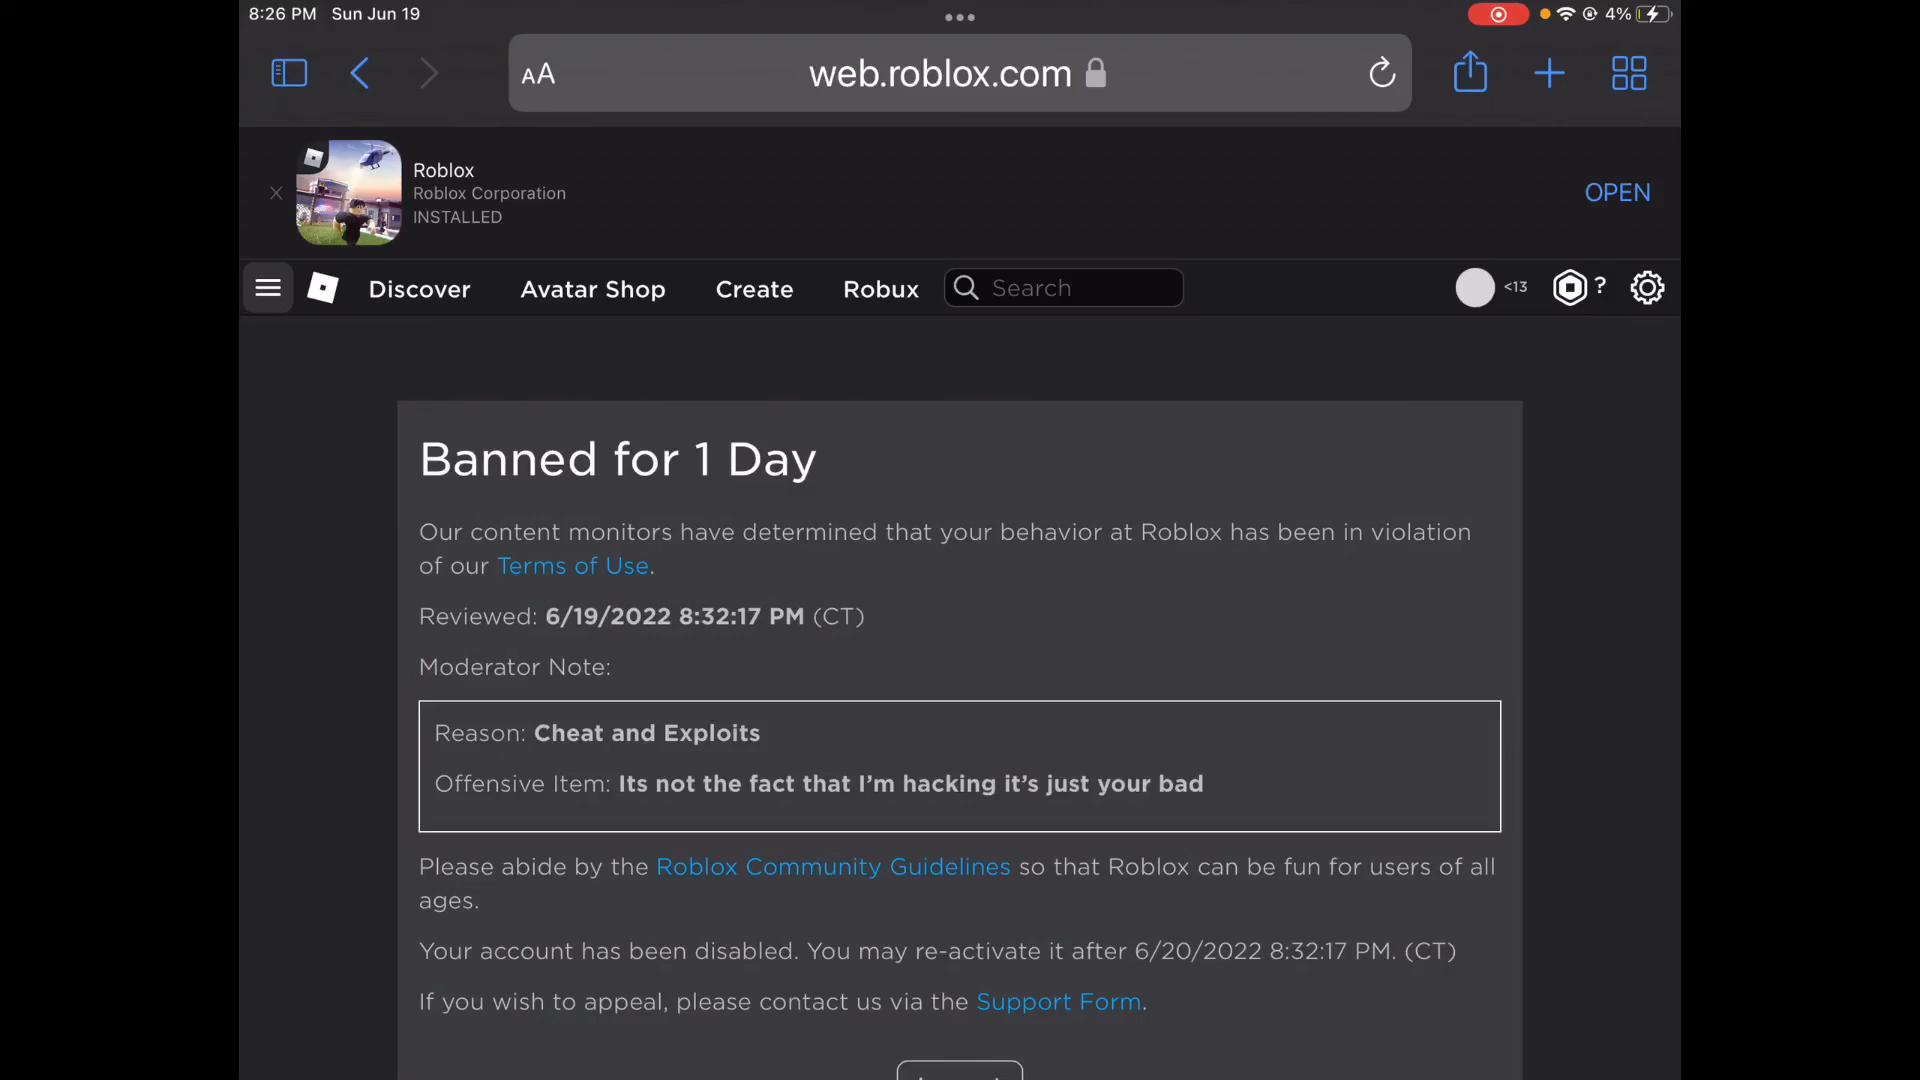 8:26 PM Sun Jun 19
4%
AA web.roblox.com
Roblox
Roblox Corporation
INSTALLED
OPEN
Discover Avatar Shop Create Robux Search <13 ?
Banned for 1 Day
Our content monitors have determined that your behavior at Roblox has been in violation
of our Terms of Use.
Reviewed: 6/19/2022 8:32:17 PM (CT)
Moderator Note:
Reason: Cheat and Exploits
Offensive Item: Its not the fact that I’m hacking it’s just your bad
Please abide by the Roblox Community Guidelines so that Roblox can be fun for users of all
ages.
Your account has been disabled. You may re-activate it after 6/20/2022 8:32:17 PM. (CT)
If you wish to appeal, please contact us via the Support Form.